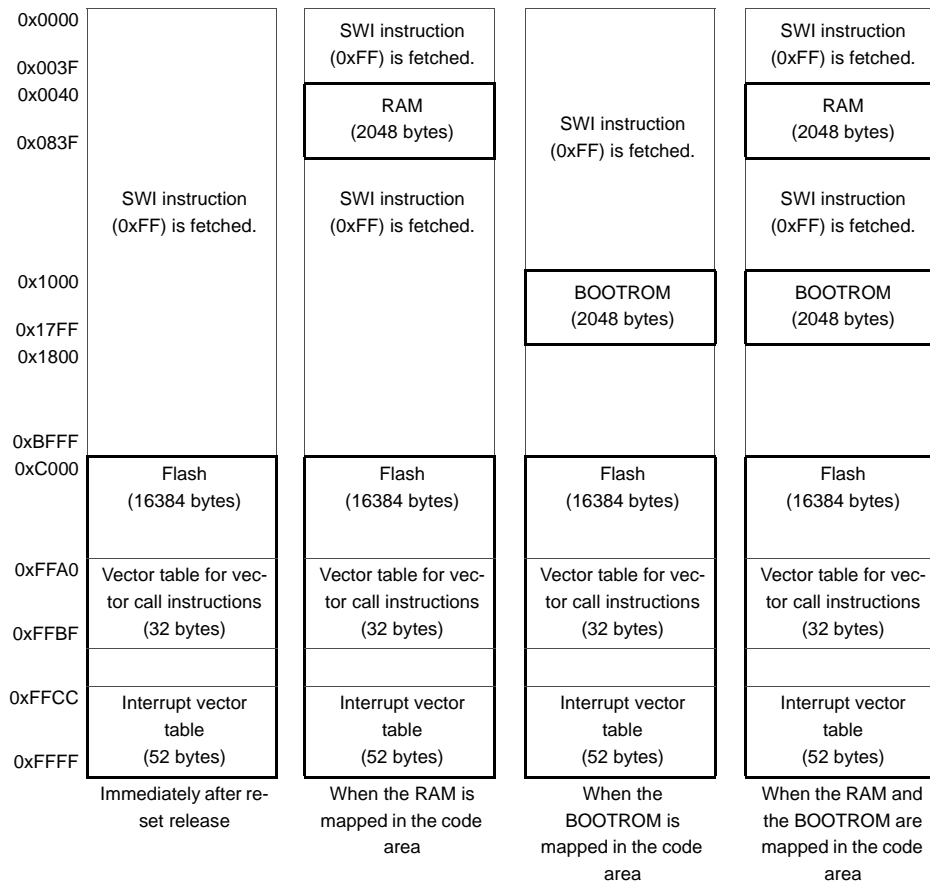 0x0000
0x003F
0x0040
0x083F
0x1000
0x17FF
0x1800
0xBFFF
0xC000
0xFFA0
0xFFBF
0xFFCC
0xFFFF
SWI instruction
(0xFF) is fetched.
Flash
(16384 bytes)
Vector table for vec-
tor call instructions
(32 bytes)
Interrupt vector
table
(52 bytes)
Immediately after re-
set release
SWI instruction
(0xFF) is fetched.
RAM
(2048 bytes)
SWI instruction
(0xFF) is fetched.
Flash
(16384 bytes)
Vector table for vec-
tor call instructions
(32 bytes)
Interrupt vector
table
(52 bytes)
When the RAM is
mapped in the code
area
SWI instruction
(0xFF) is fetched.
BOOTROM
(2048 bytes)
Flash
(16384 bytes)
Vector table for vec-
tor call instructions
(32 bytes)
Interrupt vector
table
(52 bytes)
When the
BOOTROM is
mapped in the code
area
SWI instruction
(0xFF) is fetched.
RAM
(2048 bytes)
SWI instruction
(0xFF) is fetched.
BOOTROM
(2048 bytes)
Flash
(16384 bytes)
Vector table for vec-
tor call instructions
(32 bytes)
Interrupt vector
table
(52 bytes)
When the RAM and
the BOOTROM are
mapped in the code
area